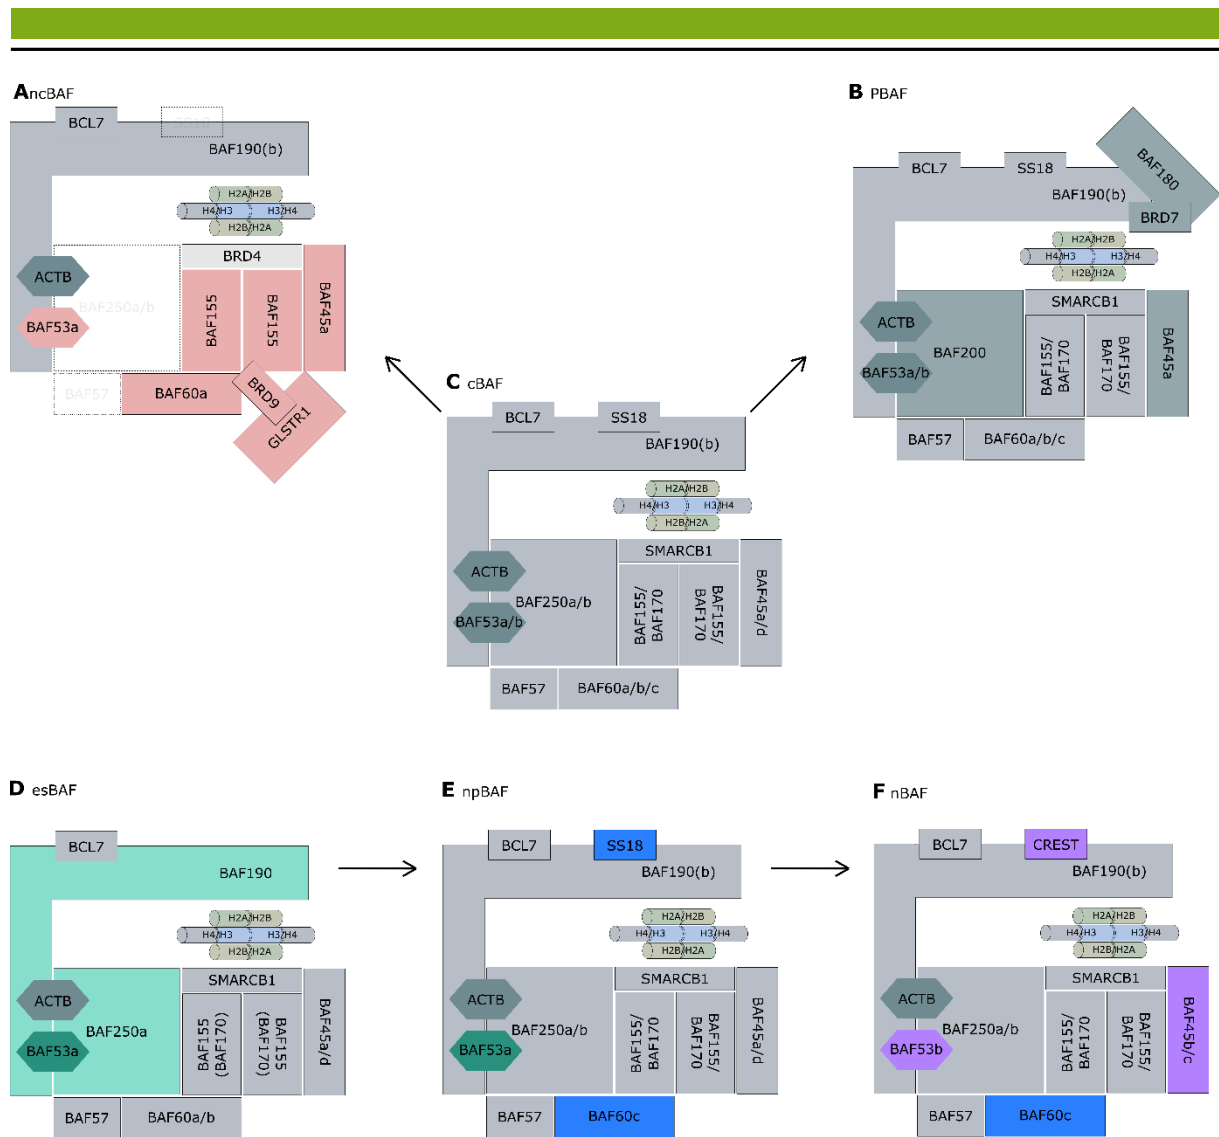 A ncBAF
BCL7
SS18
BAF190(b)
H2A/H2B
H4/H3 H3/H4
H2B/H2A
BRD4
ACTB
BAF250a/b
BAF53a
BAF155
BAF155
BAF45a
BAF57
BAF60a
BRD9
GLSTR1
B PBAF
BCL7
SS18
BAF180
BAF190(b)
BRD7
H2A/H2B
H4/H3 H3/H4
H2B/H2A
SMARCB1
ACTB
BAF200
BAF53a/b
BAF155/
BAF170
BAF155/
BAF170
BAF45a
BAF57
BAF60a/b/c
C cBAF
BCL7
SS18
BAF190(b)
H2A/H2B
H4/H3 H3/H4
H2B/H2A
SMARCB1
ACTB
BAF250a/b
BAF53a/b
BAF155/
BAF170
BAF155/
BAF170
BAF45a/d
BAF57
BAF60a/b/c
D esBAF
BCL7
BAF190
H2A/H2B
H4/H3 H3/H4
H2B/H2A
SMARCB1
ACTB
BAF250a
BAF53a
BAF155
(BAF170)
BAF155
(BAF170)
BAF45a/d
BAF57
BAF60a/b
E npBAF
BCL7
SS18
BAF190(b)
H2A/H2B
H4/H3 H3/H4
H2B/H2A
SMARCB1
ACTB
BAF250a/b
BAF53a
BAF155/
BAF170
BAF155/
BAF170
BAF45a/d
BAF57
BAF60c
F nBAF
BCL7
CREST
BAF190(b)
H2A/H2B
H4/H3 H3/H4
H2B/H2A
SMARCB1
ACTB
BAF250a/b
BAF53b
BAF155/
BAF170
BAF155/
BAF170
BAF45b/c
BAF57
BAF60c